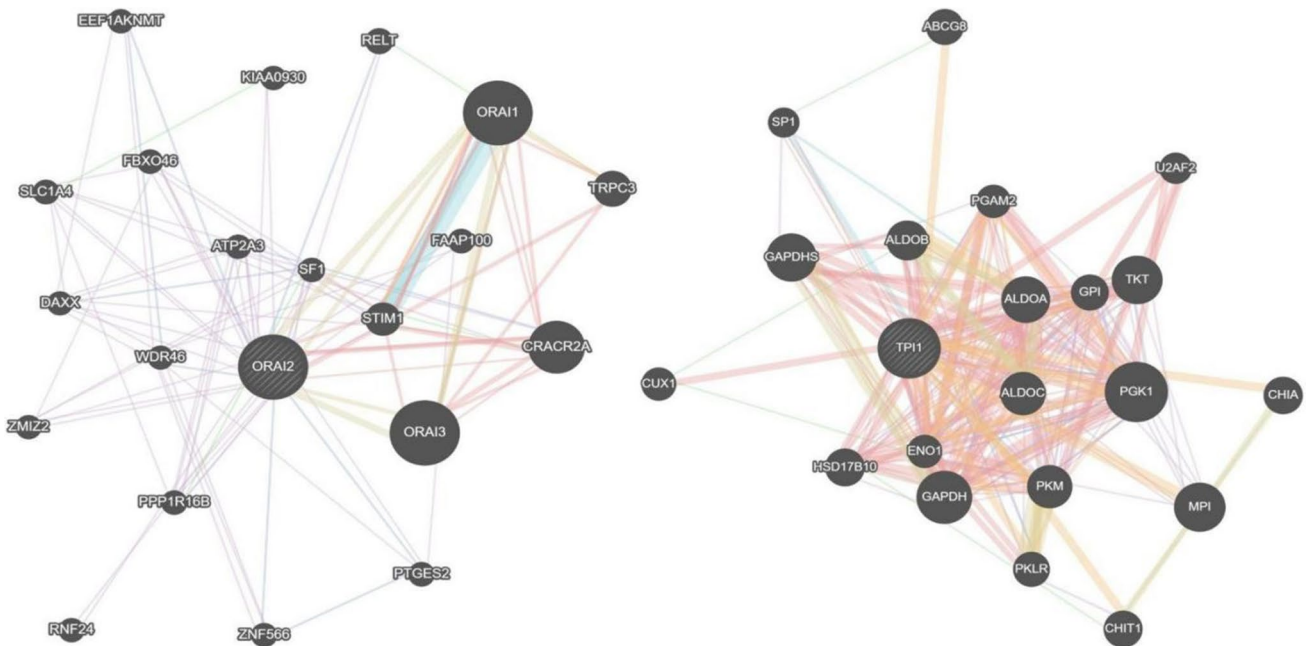 EEF1AKNMT
RELT
KIAA0930
ORAI1
FBXO46
SLC1A4
TRPC3
ATP2A3
FAAP100
SF1
DAXX
STIM1
WDR46
ORAI2
CRACR2A
ZMIZ2
ORAI3
PPP1R16B
PTGES2
RNF24
ZNF566
ABCG8
SP1
U2AF2
PGAM2
ALDOB
GAPDHS
TKT
GPI
ALDOA
TPI1
CUX1
ALDOC
PGK1
CHIA
ENO1
HSD17B10
PKM
GAPDH
MPI
PKLR
CHIT1